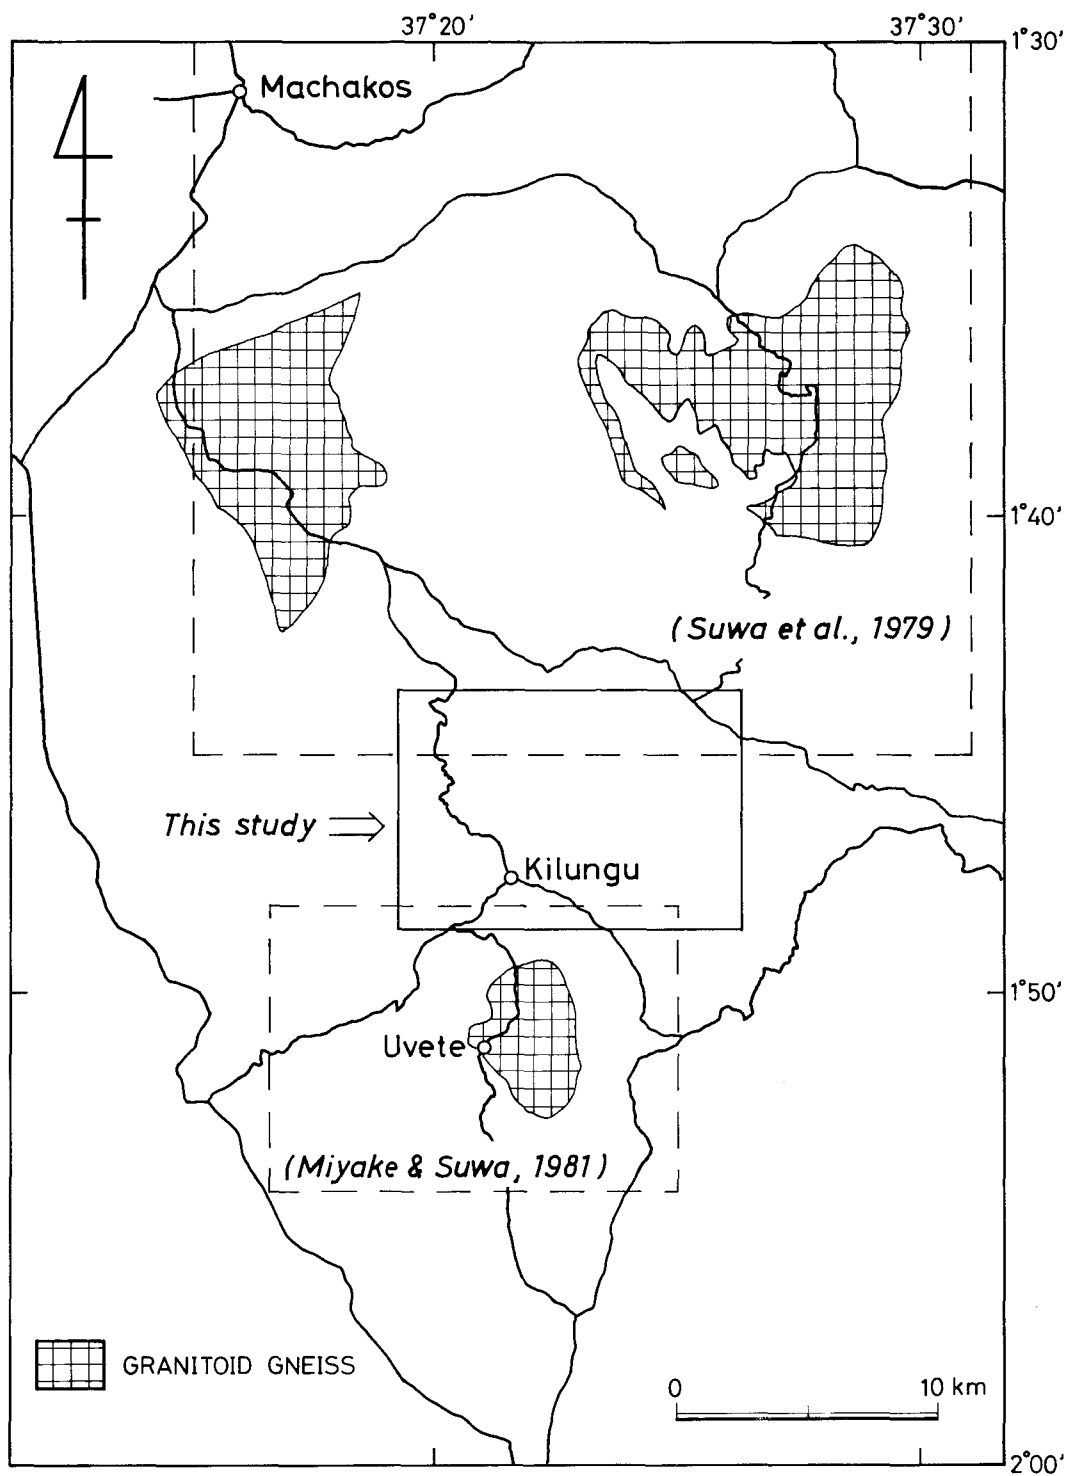 37°20′ 37°30′
1°30′
Machakos
1°40′
(Suwa et al., 1979)
This study
Kilungu
1°50′
Uvete
(Miyake & Suwa, 1981)
GRANITOID GNEISS
0 10 km
2°00′